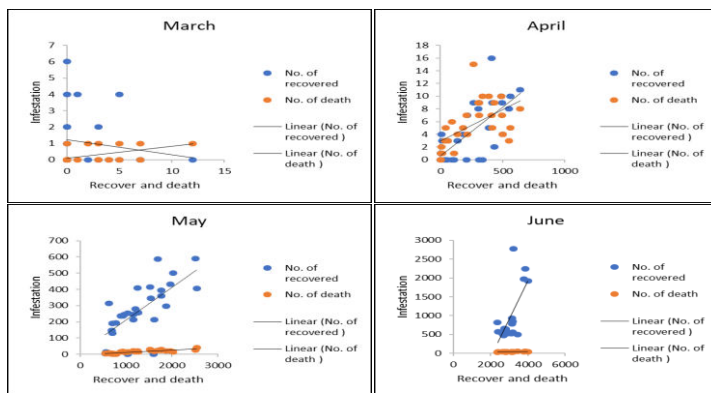 March
7
6
5
4
3
2
1
0
0
5
10
15
Infestation
Recover and death
No. of
recovered
No. of death
Linear (No. of
recovered )
Linear (No. of
death )
April
18
16
14
12
10
8
6
4
2
0
0
500
1000
Infestation
Recover and death
No. of
recovered
No. of death
Linear (No. of
recovered )
Linear (No. of
death )
May
700
600
500
400
300
200
100
0
0
1000
2000
3000
Infestation
Recover and death
No. of
recovered
No. of death
Linear (No. of
recovered )
Linear (No. of
death )
June
3000
2500
2000
1500
1000
500
0
0
2000
4000
6000
Infestation
Recover and death
No. of
recovered
No. of death
Linear (No. of
recovered )
Linear (No. of
death )